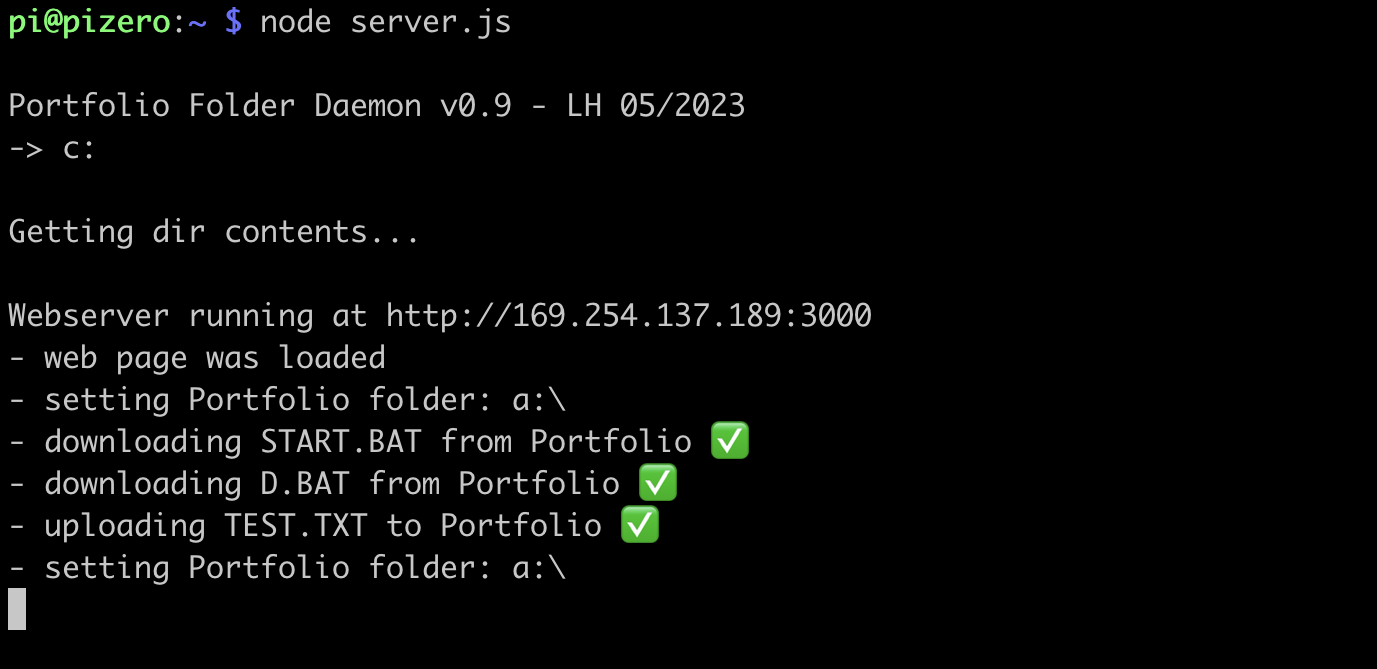 pi@pizero:~ $ node server.js
Portfolio Folder Daemon v0.9 - LH 05/2023
-> c:
Getting dir contents...
Webserver running at http://169.254.137.189:3000
- web page was loaded
- setting Portfolio folder: a:\
- downloading START.BAT from Portfolio ✅
- downloading D.BAT from Portfolio ✅
- uploading TEST.TXT to Portfolio ✅
- setting Portfolio folder: a:\